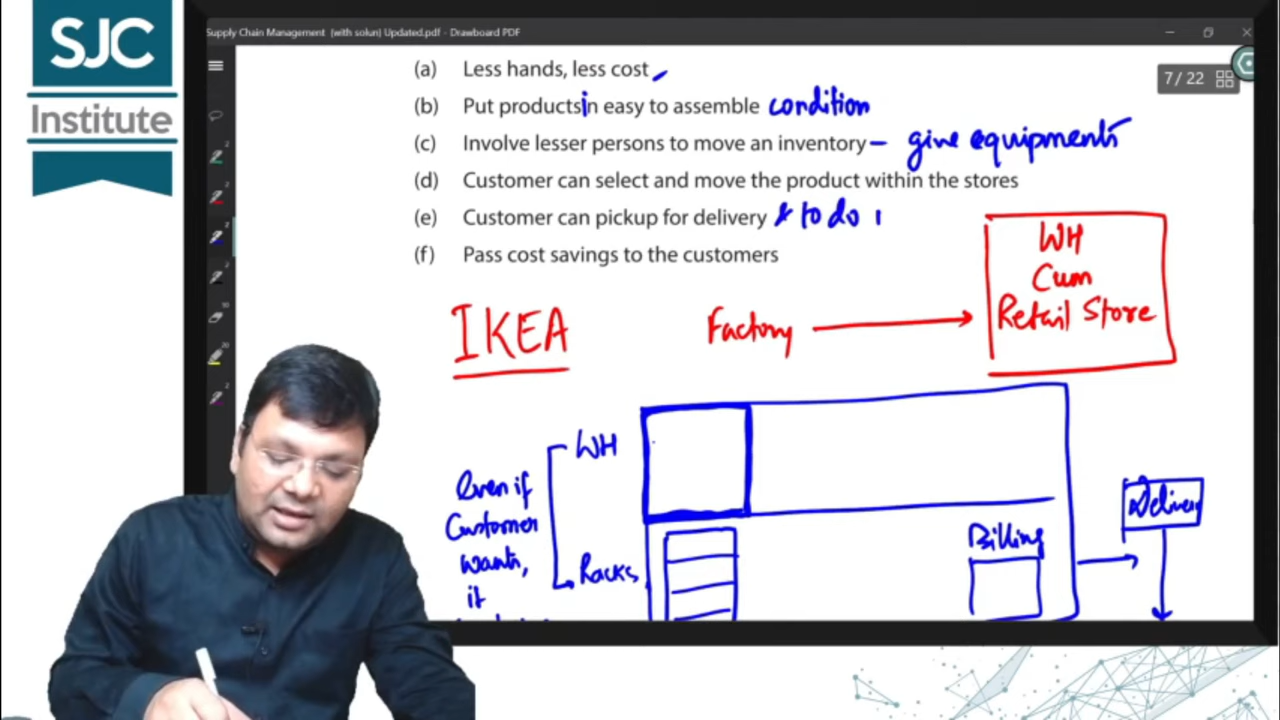 SJC
Institute
Supply Chain Management (with solun) Updated.pdf - Drawboard PDF
7 / 22
(a) Less hands, less cost
(b) Put products in easy to assemble condition
(c) Involve lesser persons to move an inventory - give equipments
(d) Customer can select and move the product within the stores
(e) Customer can pickup for delivery & to do
(f) Pass cost savings to the customers
IKEA
Factory
WH
Cum
Retail Store
WH
Even if
Customer
wants,
it
Racks
Billing
Delivery